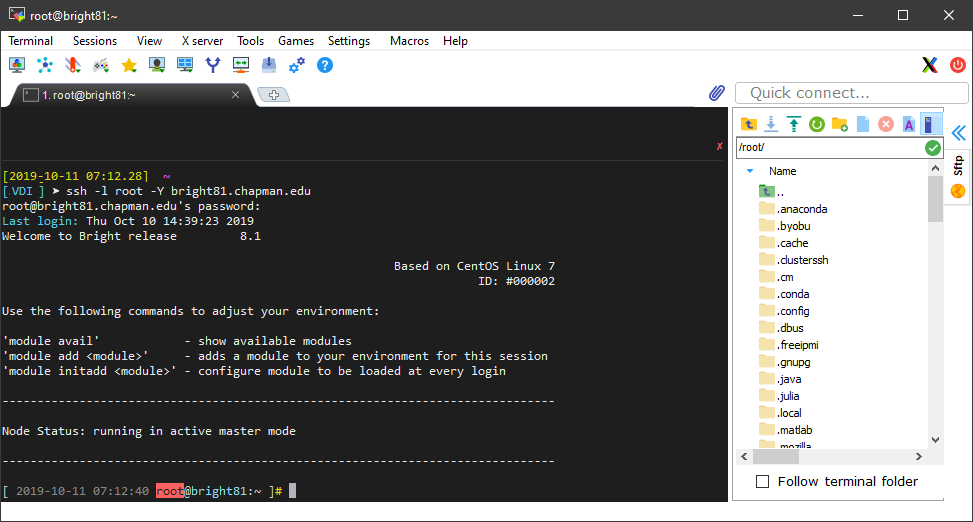 root@bright81:~
Terminal Sessions View X server Tools Games Settings Macros Help
1. root@bright81:~
Quick connect...
[2019-10-11 07:12.28] ~
[.VDI ] ➤ ssh -l root -Y bright81.chapman.edu
root@bright81.chapman.edu's password:
Last login: Thu Oct 10 14:39:23 2019
Welcome to Bright release 8.1
Based on CentOS Linux 7
ID: #000002
Use the following commands to adjust your environment:
'module avail' - show available modules
'module add <module>' - adds a module to your environment for this session
'module initadd <module>' - configure module to be loaded at every login
-------------------------------------------------------------------------------
Node Status: running in active master mode
-------------------------------------------------------------------------------
[ 2019-10-11 07:12:40 root@bright81:~ ]#
/root/
Name
..
.anaconda
.byobu
.cache
.clusterssh
.cm
.conda
.config
.dbus
.freeipmi
.gnupg
.java
.julia
.local
.matlab
.mozilla
Follow terminal folder
Sftp